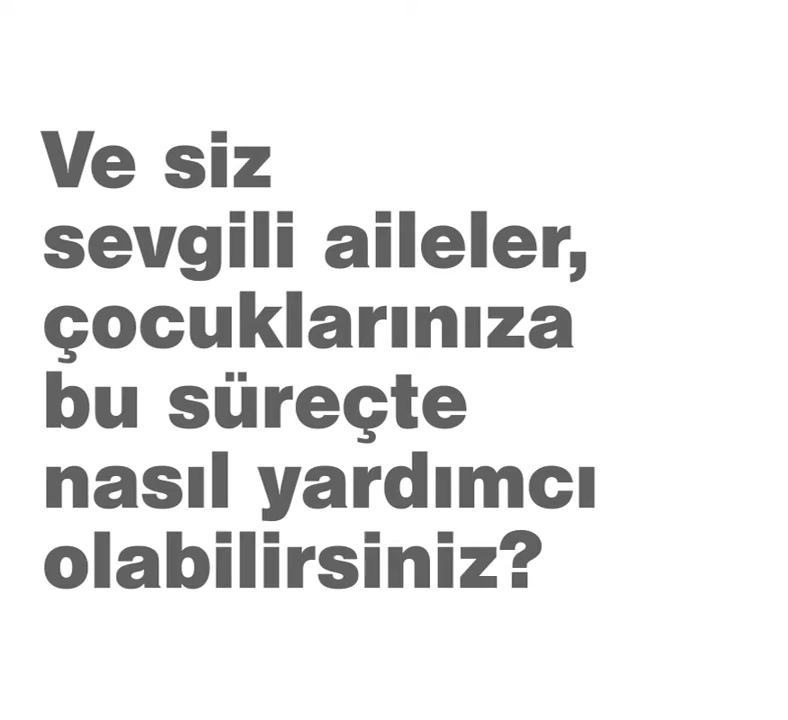 Ve siz
sevgili aileler,
çocuklarınıza
bu süreçte
nasıl yardımcı
olabilirsiniz?